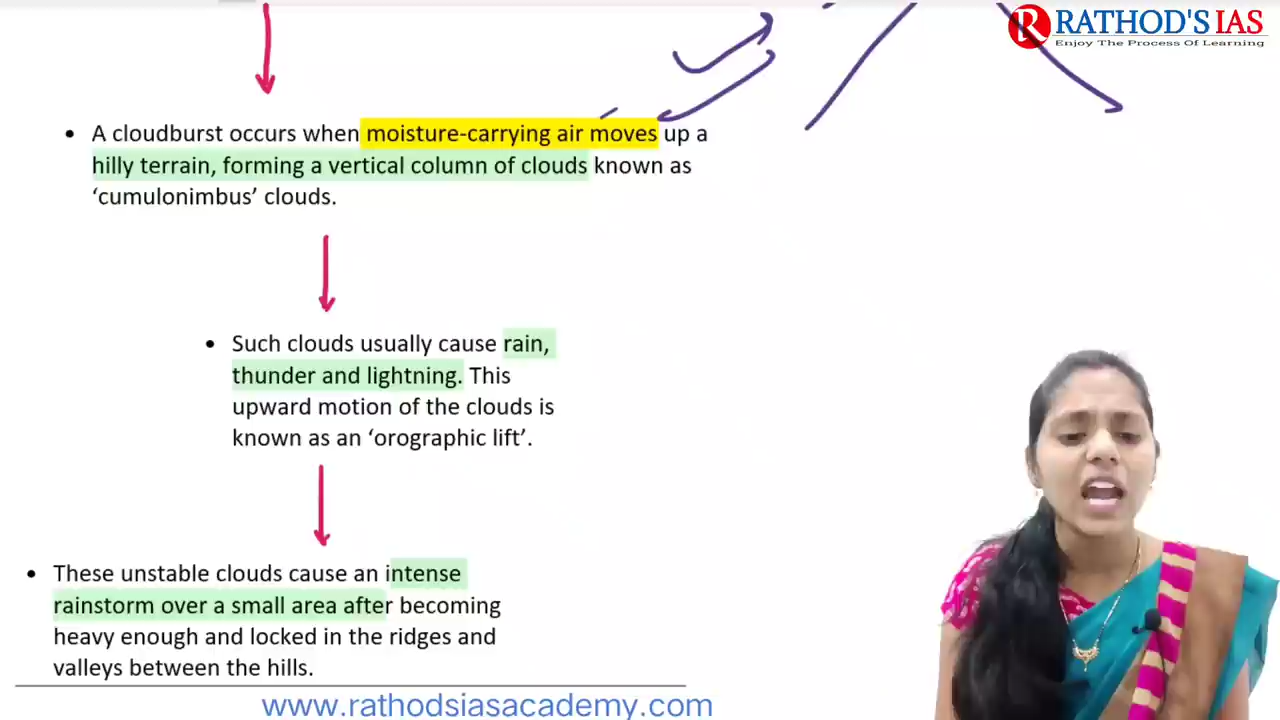 R RATHOD'S IAS
Enjoy The Process Of Learning
• A cloudburst occurs when moisture-carrying air moves up a
hilly terrain, forming a vertical column of clouds known as
‘cumulonimbus’ clouds.
• Such clouds usually cause rain,
thunder and lightning. This
upward motion of the clouds is
known as an ‘orographic lift’.
• These unstable clouds cause an intense
rainstorm over a small area after becoming
heavy enough and locked in the ridges and
valleys between the hills.
www.rathodsiasacademy.com